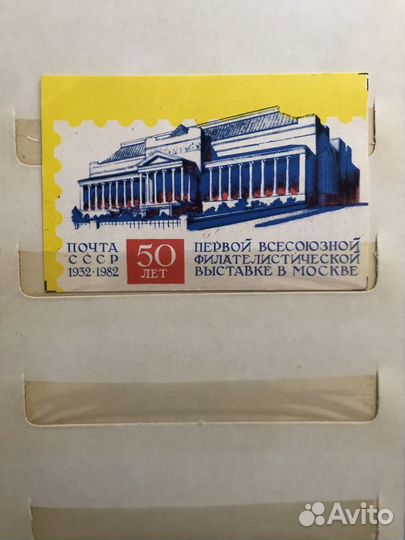 ПОЧТА
СССР
1932·1982
50
ЛЕТ
ПЕРВОЙ ВСЕСОЮЗНОЙ
ФИЛАТЕЛИСТИЧЕСКОЙ
ВЫСТАВКЕ В МОСКВЕ
Avito